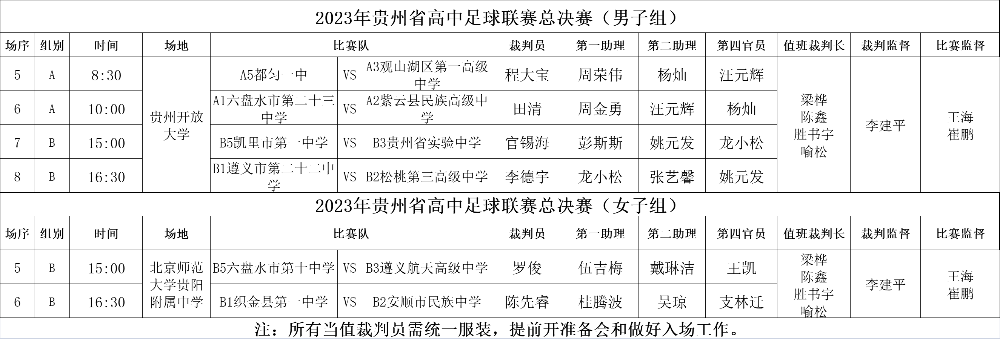 2023年贵州省高中足球联赛总决赛（男子组）
场序 组别 时间 场地 比赛队 裁判员 第一助理 第二助理 第四官员 值班裁判长 裁判监督 比赛监督
5 A 8:30 A5都匀一中 VS A3观山湖区第一高级
中学 程大宝 周荣伟 杨灿 汪元辉
6 A 10:00 A1六盘水市第二十三
中学 VS A2紫云县民族高级中
学 田清 周金勇 汪元辉 杨灿
7 B 15:00 B5凯里市第一中学 VS B3贵州省实验中学 官锡海 彭斯斯 姚元发 龙小松
8 B 16:30 B1遵义市第二十二中
学 VS B2松桃第三高级中学 李德宇 龙小松 张艺馨 姚元发
贵州开放
大学
梁桦
陈鑫
胜书宇
喻松
李建平
王海
崔鹏
2023年贵州省高中足球联赛总决赛（女子组）
场序 组别 时间 场地 比赛队 裁判员 第一助理 第二助理 第四官员 值班裁判长 裁判监督 比赛监督
5 B 15:00 B5六盘水市第十中学 VS B3遵义航天高级中学 罗俊 伍吉梅 戴琳洁 王凯
6 B 16:30 B1织金县第一中学 VS B2安顺市民族中学 陈先睿 桂腾波 吴琼 支林迁
北京师范
大学贵阳
附属中学
梁桦
陈鑫
胜书宇
喻松
李建平
王海
崔鹏
注：所有当值裁判员需统一服装，提前开准备会和做好入场工作。